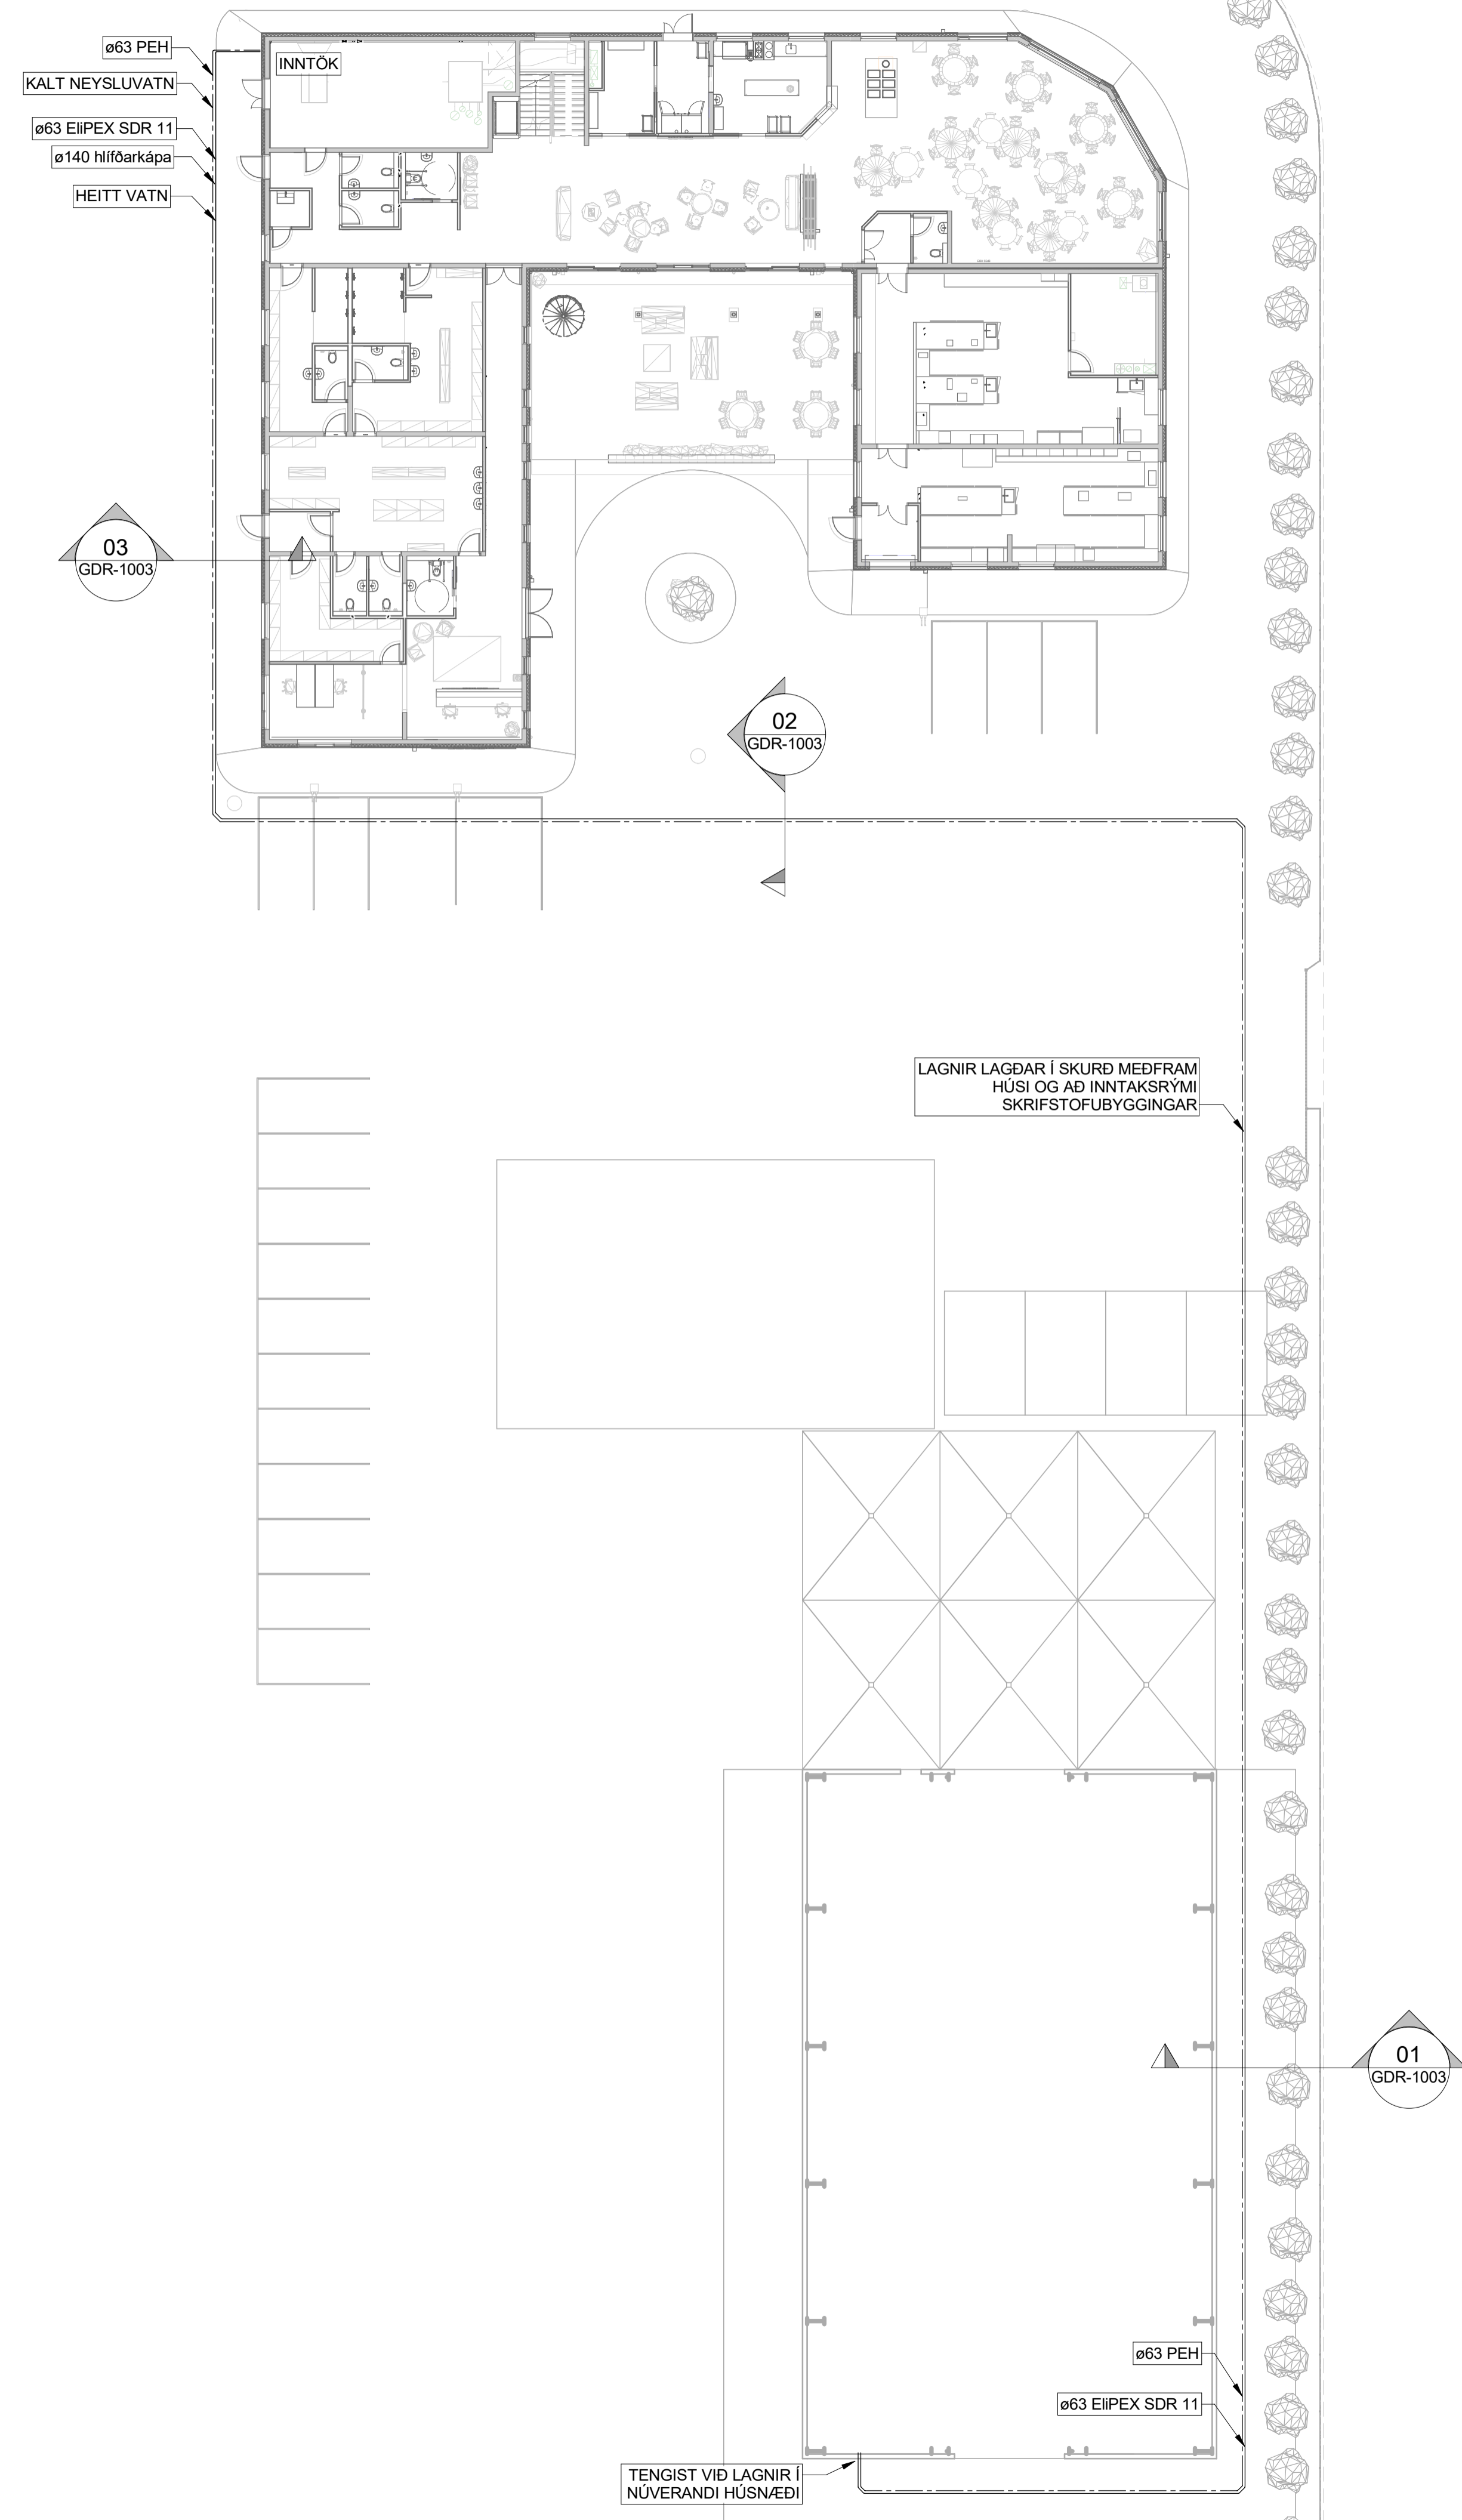 ø63 PEH
INNTÖK
KALT NEYSLUVATN
ø63 EliPEX SDR 11
ø140 hlífðarkápa
HEITT VATN
03
GDR-1003
02
GDR-1003
LAGNIR LAGÐAR Í SKURÐ MEÐFRAM
HÚSI OG AÐ INNTAKSRÝMI
SKRIFSTOFUBYGGINGAR
01
GDR-1003
ø63 PEH
ø63 EliPEX SDR 11
TENGIST VIÐ LAGNIR Í
NÚVERANDI HÚSNÆÐI